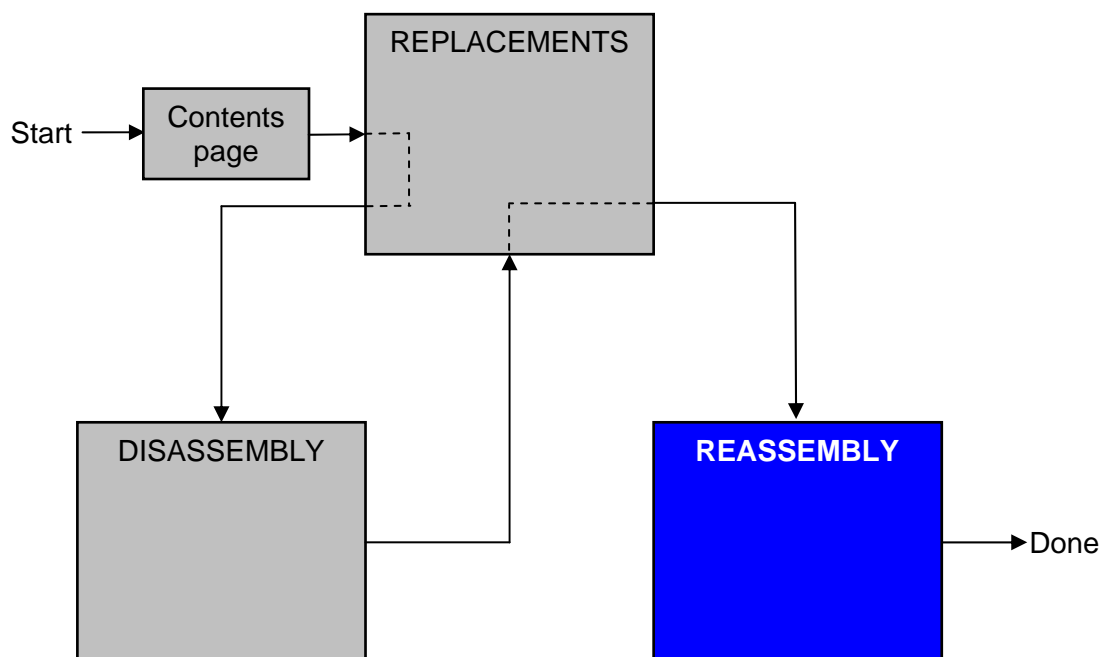 REPLACEMENTS
Start
Contents
page
DISASSEMBLY
REASSEMBLY
Done